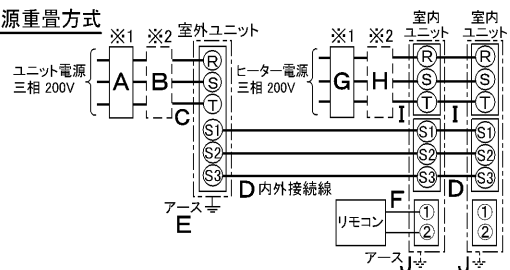 源重畳方式
※1
※2
室外ユニット
ユニット電源
三相 200V
A
B
R
S
T
C
S1
S2
S3
D 内外接続線
アース
E
※1
※2
室内
ユニット
室内
ユニット
ヒーター電源
三相 200V
G
H
R
S
T
R
S
T
I
I
S1
S2
S3
S1
S2
S3
D
F
リモコン
①
②
①
②
アース
J
J